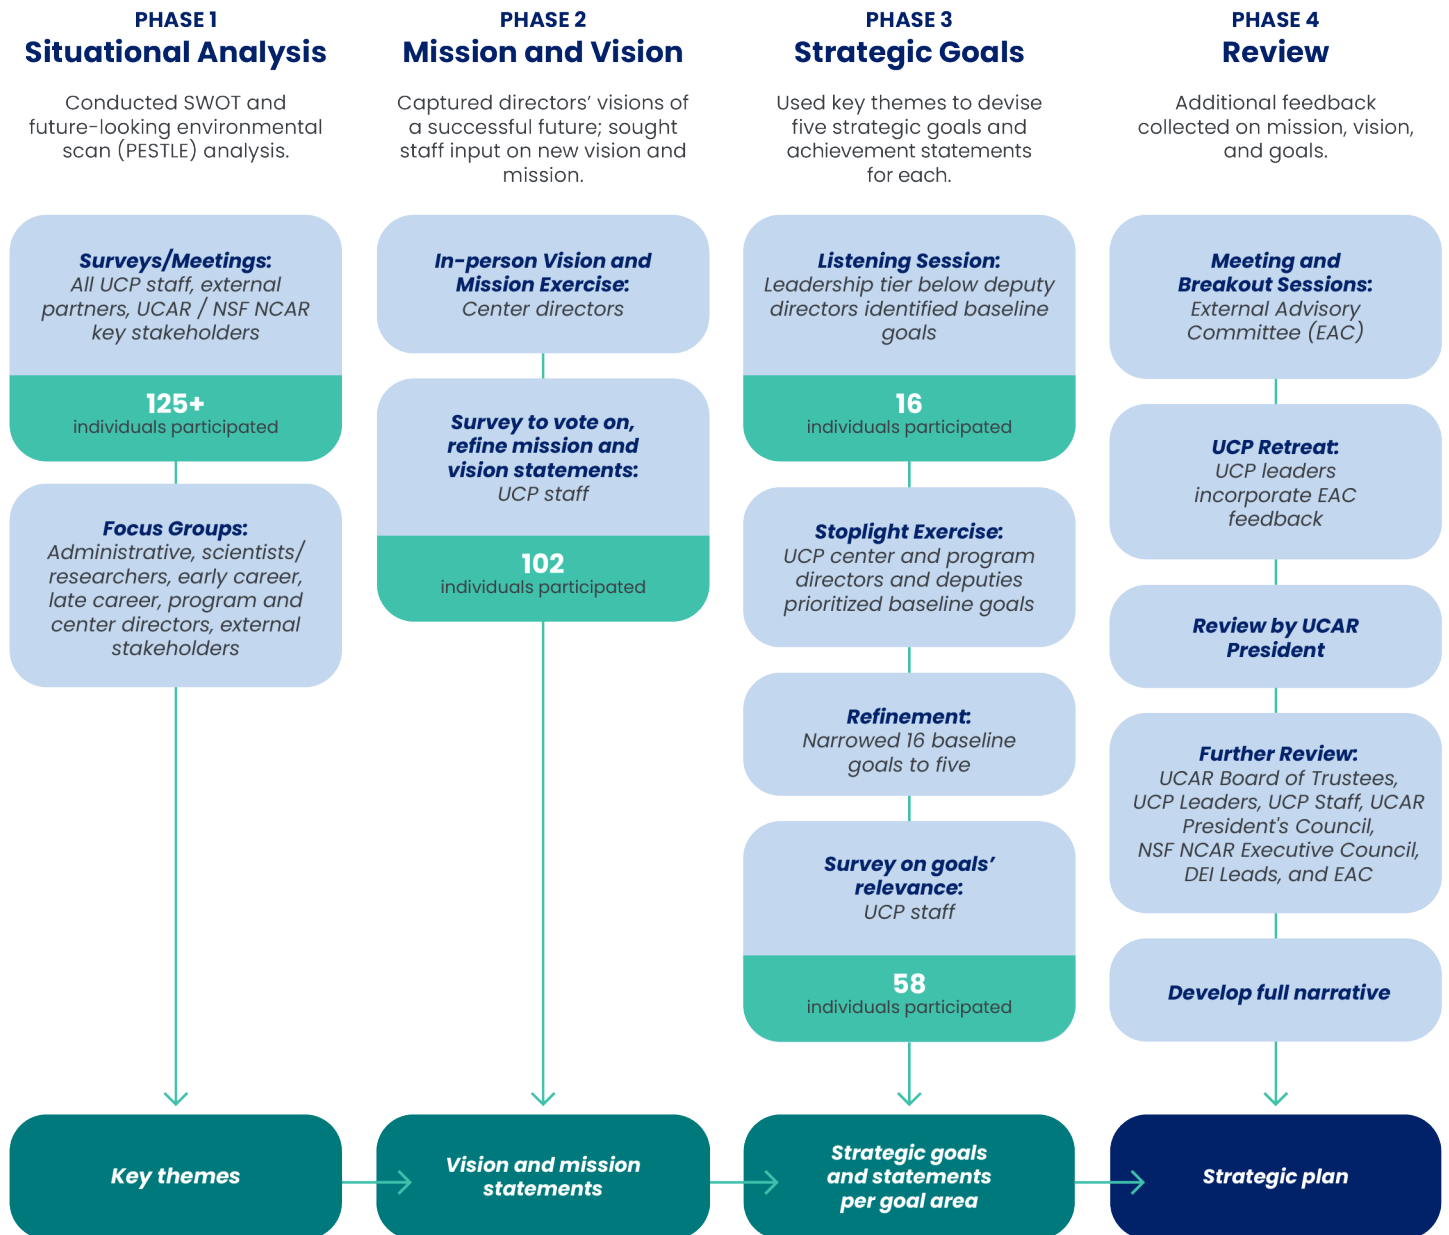 PHASE 1
Situational Analysis
Conducted SWOT and
future-looking environmental
scan (PESTLE) analysis.
Surveys/Meetings:
All UCP staff, external
partners, UCAR / NSF NCAR
key stakeholders
125+
individuals participated
Focus Groups:
Administrative, scientists/
researchers, early career,
late career, program and
center directors, external
stakeholders
Key themes
PHASE 2
Mission and Vision
Captured directors’ visions of
a successful future; sought
staff input on new vision and
mission.
In-person Vision and
Mission Exercise:
Center directors
Survey to vote on,
refine mission and
vision statements:
UCP staff
102
individuals participated
Vision and mission
statements
PHASE 3
Strategic Goals
Used key themes to devise
five strategic goals and
achievement statements
for each.
Listening Session:
Leadership tier below deputy
directors identified baseline
goals
16
individuals participated
Stoplight Exercise:
UCP center and program
directors and deputies
prioritized baseline goals
Refinement:
Narrowed 16 baseline
goals to five
Survey on goals’
relevance:
UCP staff
58
individuals participated
Strategic goals
and statements
per goal area
PHASE 4
Review
Additional feedback
collected on mission, vision,
and goals.
Meeting and
Breakout Sessions:
External Advisory
Committee (EAC)
UCP Retreat:
UCP leaders
incorporate EAC
feedback
Review by UCAR
President
Further Review:
UCAR Board of Trustees,
UCP Leaders, UCP Staff, UCAR
President's Council,
NSF NCAR Executive Council,
DEI Leads, and EAC
Develop full narrative
Strategic plan